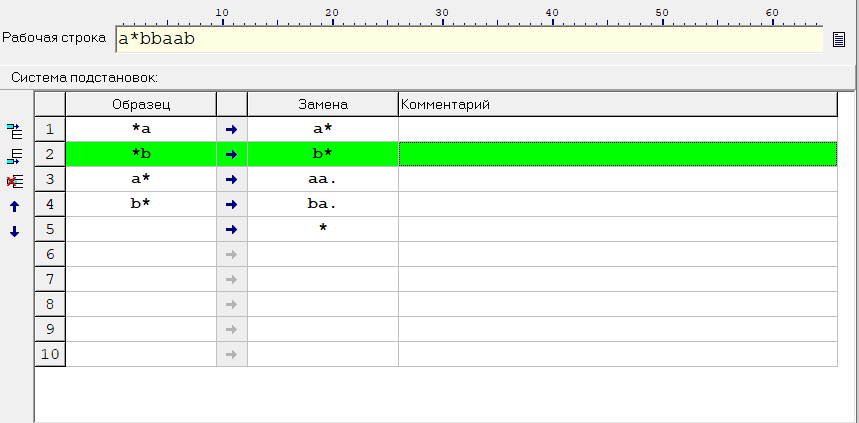 10 20 30 40 50 60
Рабочая строка a*bbaab
Система подстановок:
Образец Замена Комментарий
1 *a → a*
2 *b → b*
3 a* → aa.
4 b* → ba.
5 → *
6 →
7 →
8 →
9 →
10 →